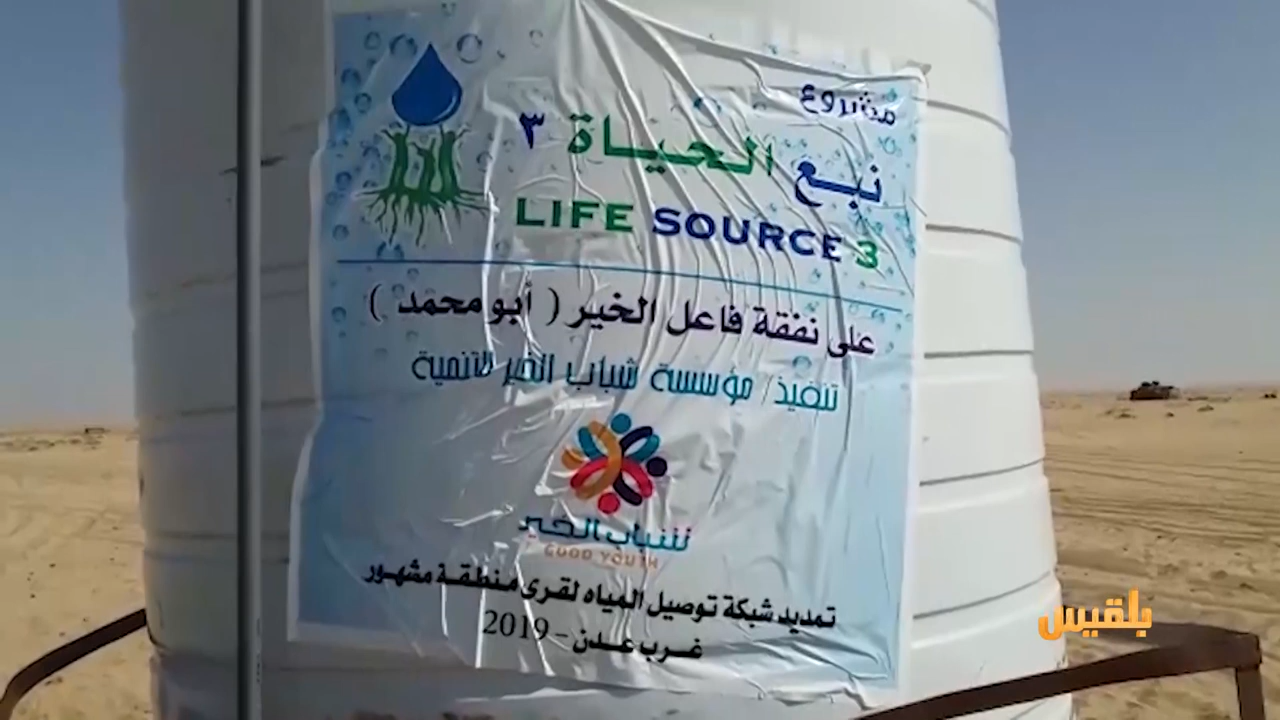 مشروع
نبع الحياة ٣
LIFE SOURCE 3
على نفقة فاعل الخير ( أبو محمد )
تنفيذ/ مؤسسة شباب الخير للتنمية
شباب الخير
GOOD YOUTH
تمديد شبكة توصيل المياه لقرى منطقة مشهور
غرب عدن - 2019
بلقيس